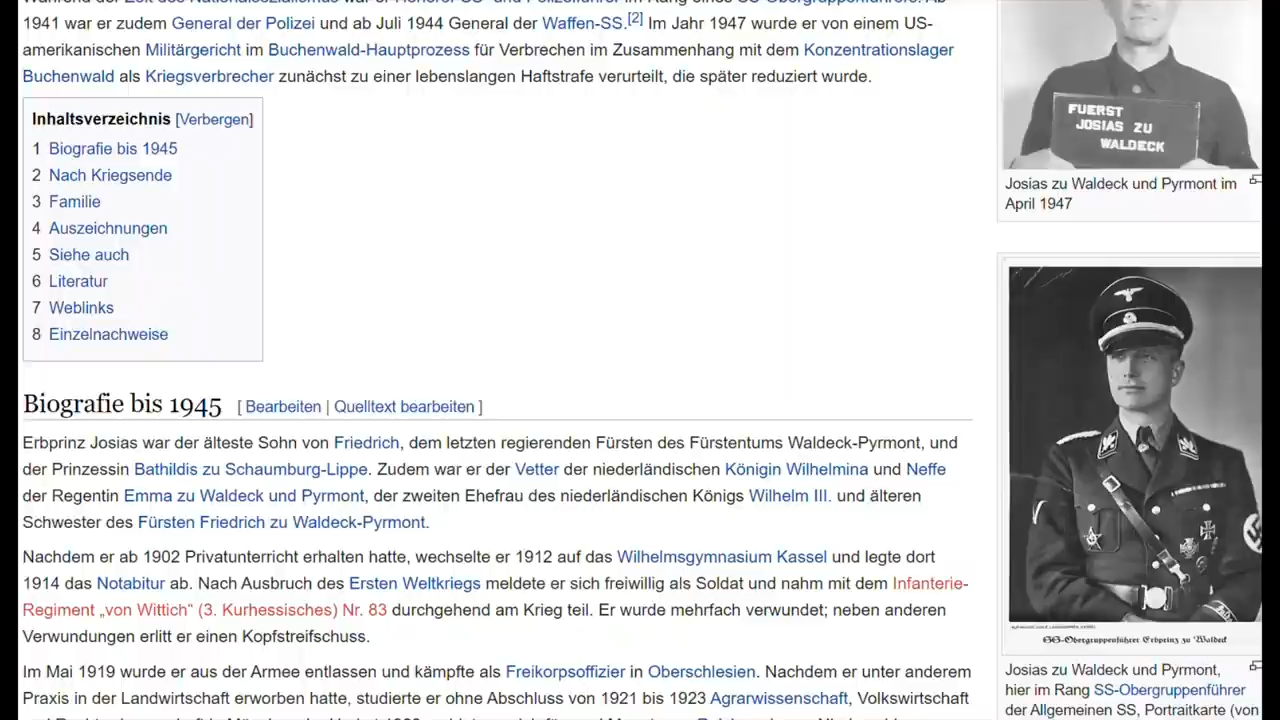 1941 war er zudem General der Polizei und ab Juli 1944 General der Waffen-SS.[2] Im Jahr 1947 wurde er von einem US-
amerikanischen Militärgericht im Buchenwald-Hauptprozess für Verbrechen im Zusammenhang mit dem Konzentrationslager
Buchenwald als Kriegsverbrecher zunächst zu einer lebenslangen Haftstrafe verurteilt, die später reduziert wurde.
Inhaltsverzeichnis [Verbergen]
1 Biografie bis 1945
2 Nach Kriegsende
3 Familie
4 Auszeichnungen
5 Siehe auch
6 Literatur
7 Weblinks
8 Einzelnachweise
Biografie bis 1945 [ Bearbeiten | Quelltext bearbeiten ]
Erbprinz Josias war der älteste Sohn von Friedrich, dem letzten regierenden Fürsten des Fürstentums Waldeck-Pyrmont, und
der Prinzessin Bathildis zu Schaumburg-Lippe. Zudem war er der Vetter der niederländischen Königin Wilhelmina und Neffe
der Regentin Emma zu Waldeck und Pyrmont, der zweiten Ehefrau des niederländischen Königs Wilhelm III. und älteren
Schwester des Fürsten Friedrich zu Waldeck-Pyrmont.
Nachdem er ab 1902 Privatunterricht erhalten hatte, wechselte er 1912 auf das Wilhelmsgymnasium Kassel und legte dort
1914 das Notabitur ab. Nach Ausbruch des Ersten Weltkriegs meldete er sich freiwillig als Soldat und nahm mit dem Infanterie-
Regiment „von Wittich“ (3. Kurhessisches) Nr. 83 durchgehend am Krieg teil. Er wurde mehrfach verwundet; neben anderen
Verwundungen erlitt er einen Kopfstreifschuss.
Im Mai 1919 wurde er aus der Armee entlassen und kämpfte als Freikorpsoffizier in Oberschlesien. Nachdem er unter anderem
Praxis in der Landwirtschaft erworben hatte, studierte er ohne Abschluss von 1921 bis 1923 Agrarwissenschaft, Volkswirtschaft
FUERST
JOSIAS ZU
WALDECK
Josias zu Waldeck und Pyrmont im
April 1947
SS-Obergruppenführer Erbprinz zu Waldeck
Josias zu Waldeck und Pyrmont,
hier im Rang SS-Obergruppenführer
der Allgemeinen SS, Portraitkarte (von